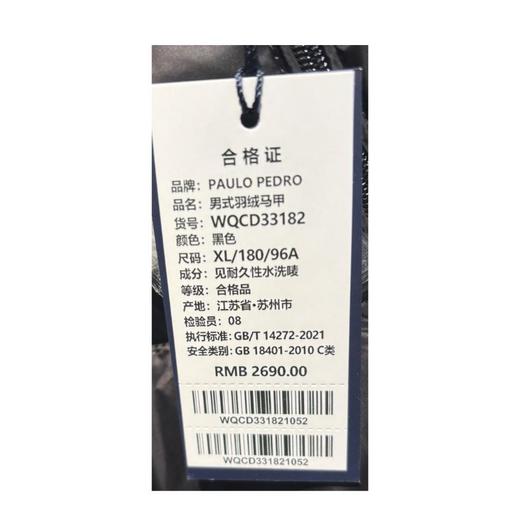 合格证
品牌: PAULO PEDRO
品名: 男式羽绒马甲
货号: WQCD33182
颜色: 黑色
尺码: XL/180/96A
成分: 见耐久性水洗唛
等级: 合格品
产地: 江苏省·苏州市
检验员: 08
执行标准: GB/T 14272-2021
安全类别: GB 18401-2010 C类
RMB 2690.00
WQCD331821052
WQCD331821052